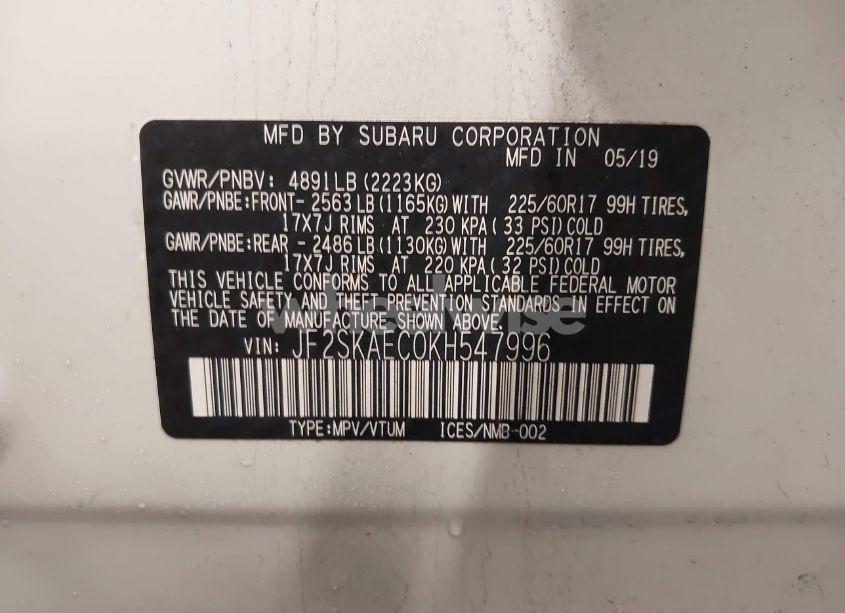 MFD BY SUBARU CORPORATION
MFD IN 05/19
GVWR/PNBV: 4891LB (2223KG)
GAWR/PNBE:FRONT- 2563 LB (1165KG) WITH 225/60R17 99H TIRES,
17X7J RIMS AT 230 KPA ( 33 PSI) COLD
GAWR/PNBE:REAR - 2486 LB (1130KG) WITH 225/60R17 99H TIRES,
17X7J RIMS AT 220 KPA ( 32 PSI) COLD
THIS VEHICLE CONFORMS TO ALL APPLICABLE FEDERAL MOTOR
VEHICLE SAFETY AND THEFT PREVENTION STANDARDS IN EFFECT ON
THE DATE OF MANUFACTURE SHOWN ABOVE.
VIN: JF2SKAEC0KH547996
TYPE:MPV/VTUM ICES/NMB-002